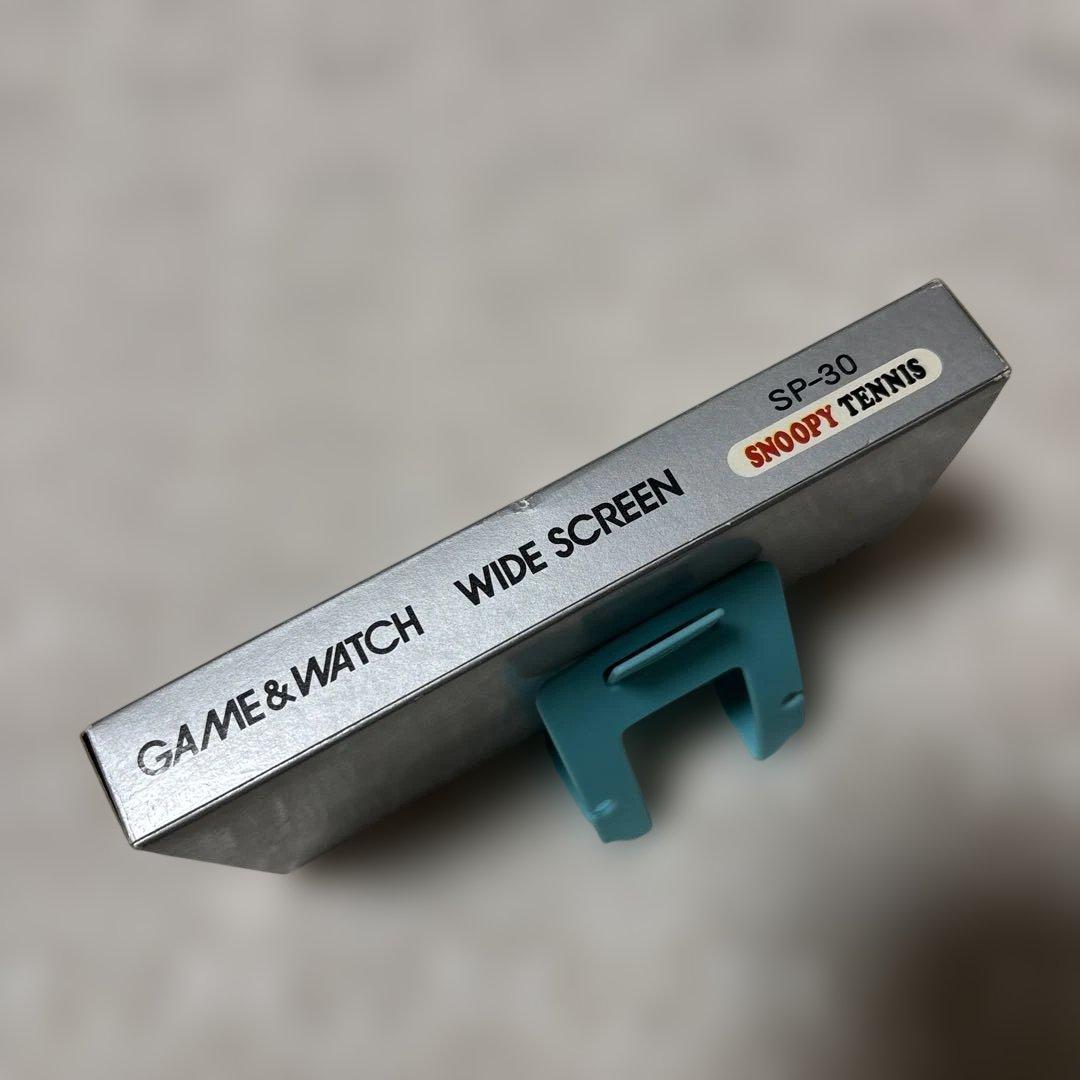 GAME&WATCH WIDE SCREEN
SP-30
SNOOPY TENNIS